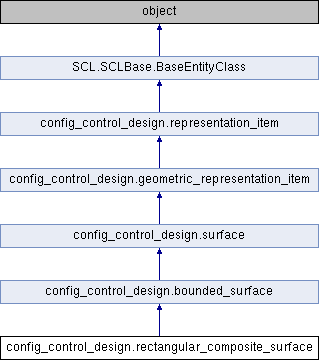 object
SCL.SCLBase.BaseEntityClass
config_control_design.representation_item
config_control_design.geometric_representation_item
config_control_design.surface
config_control_design.bounded_surface
config_control_design.rectangular_composite_surface